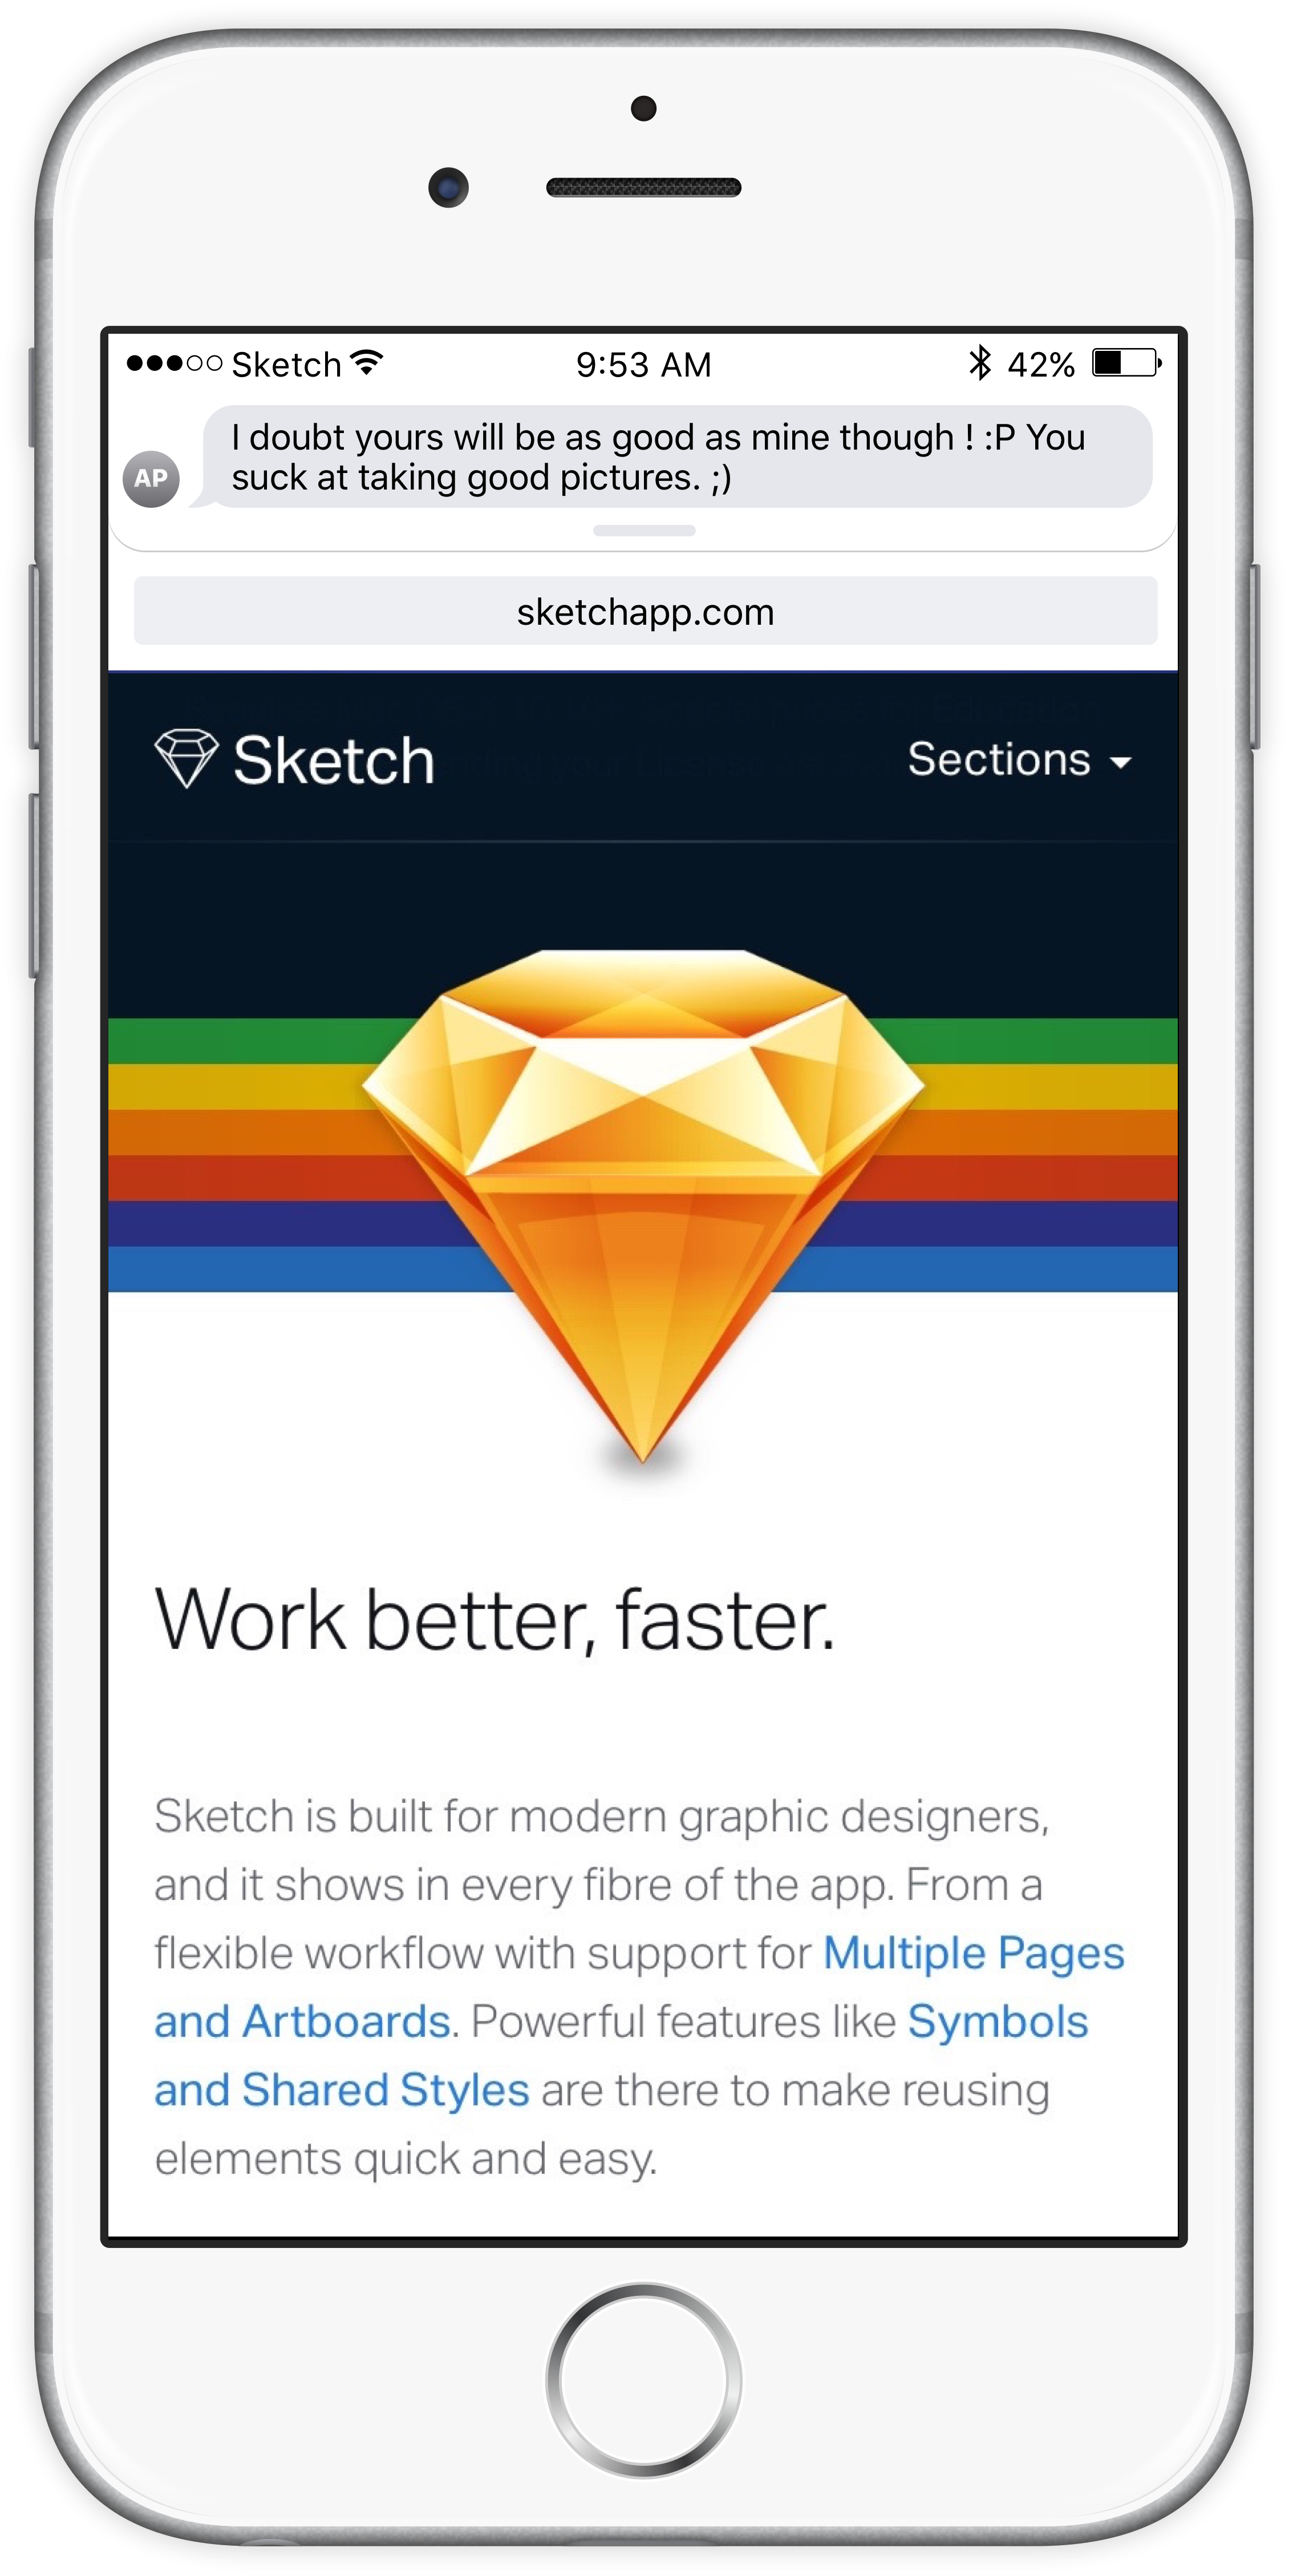 Sketch 9:53 AM 42%
I doubt yours will be as good as mine though ! :P You
AP
suck at taking good pictures. ;)
sketchapp.com
Sketch Sections
Work better, faster.
Sketch is built for modern graphic designers,
and it shows in every fibre of the app. From a
flexible workflow with support for Multiple Pages
and Artboards. Powerful features like Symbols
and Shared Styles are there to make reusing
elements quick and easy.